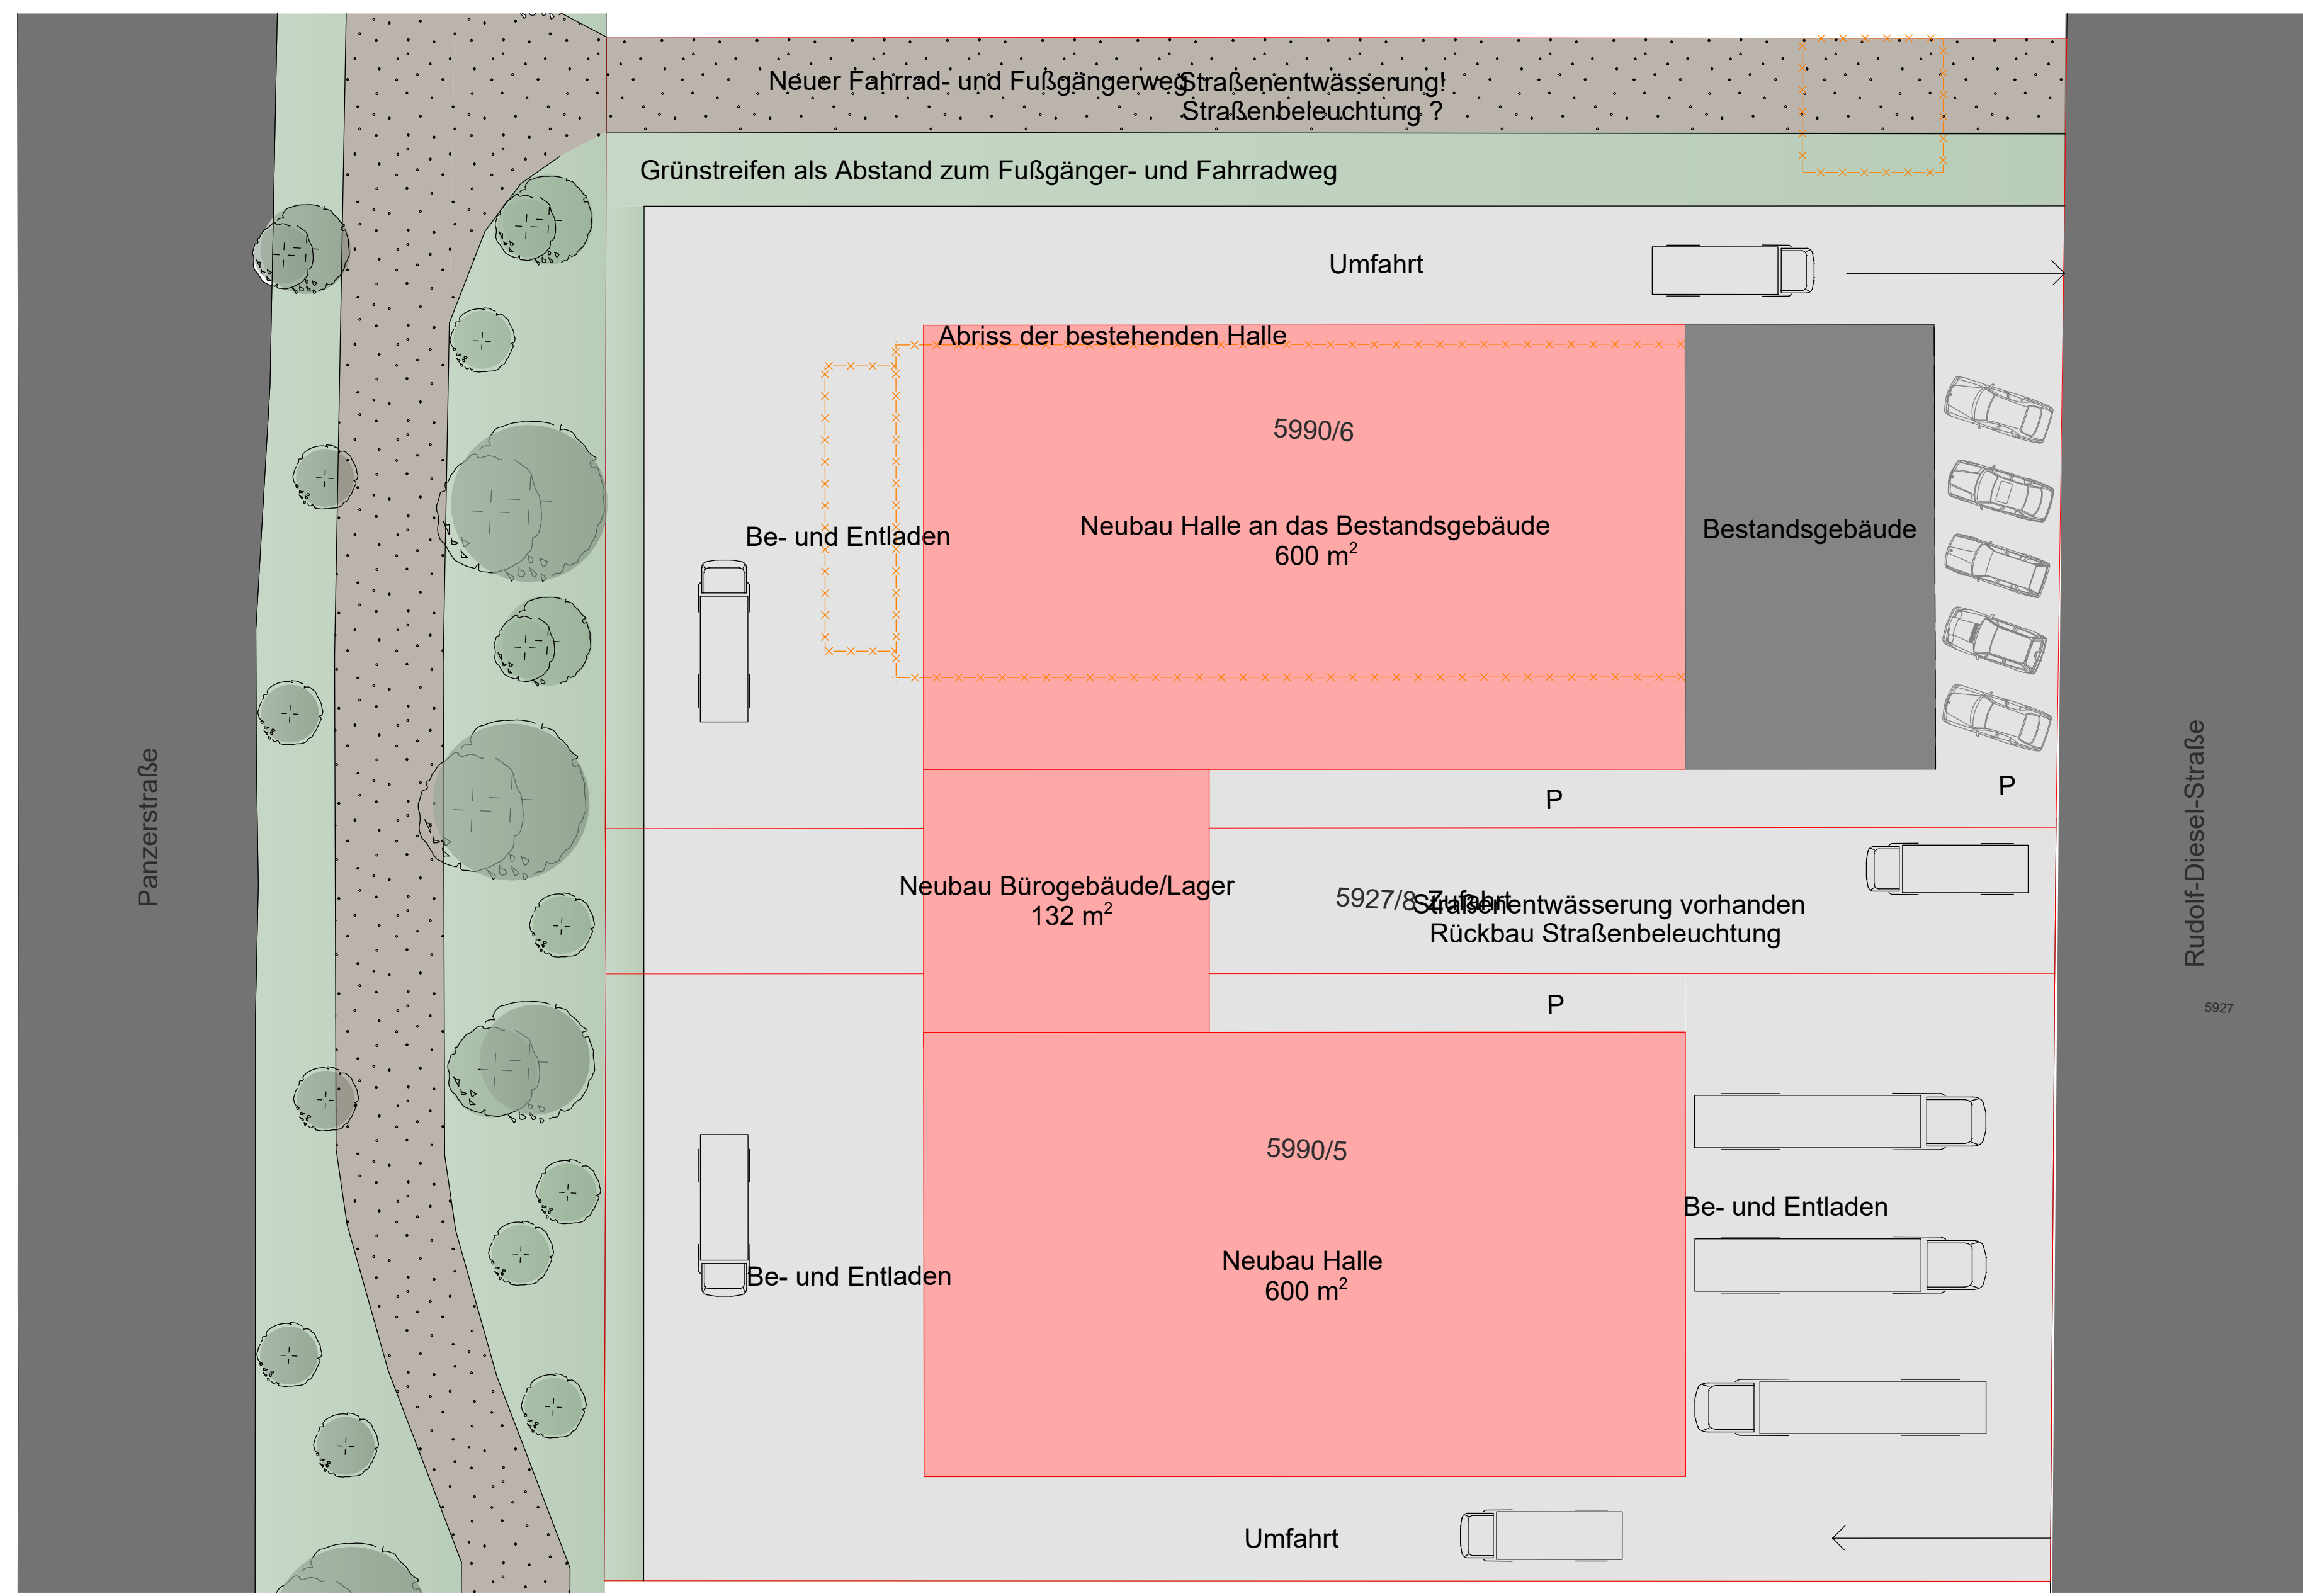 Neuer Fahrrad- und Fußgängerweg
Straßenentwässerung!
Straßenbeleuchtung ?
Grünstreifen als Abstand zum Fußgänger- und Fahrradweg
Umfahrt
Abriss der bestehenden Halle
5990/6
Neubau Halle an das Bestandsgebäude
600 m²
Bestandsgebäude
Be- und Entladen
P
P
Panzerstraße
Rudolf-Diesel-Straße
Neubau Bürogebäude/Lager
132 m²
5927/8
Zufahrt
Straßenentwässerung vorhanden
Rückbau Straßenbeleuchtung
P
5927
5990/5
Be- und Entladen
Neubau Halle
600 m²
Be- und Entladen
Umfahrt